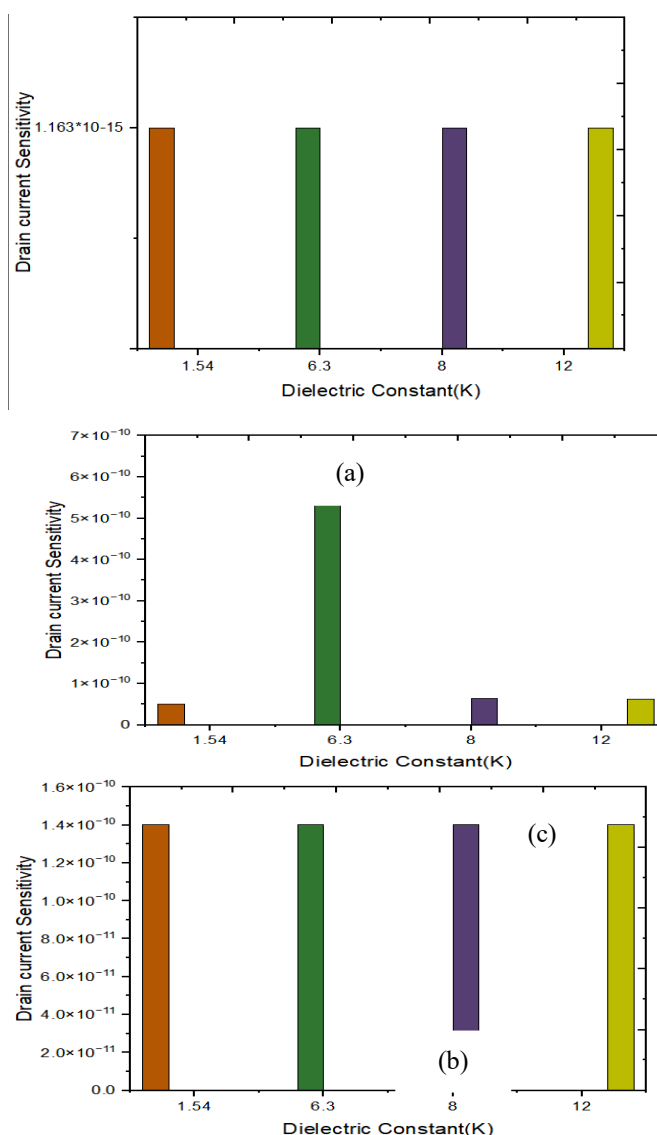 Drain current Sensitivity
1.163*10-15
1.54 6.3 8 12
Dielectric Constant(K)
(a)
Drain current Sensitivity
7×10⁻¹⁰
6×10⁻¹⁰
5×10⁻¹⁰
4×10⁻¹⁰
3×10⁻¹⁰
2×10⁻¹⁰
1×10⁻¹⁰
0
1.54 6.3 8 12
Dielectric Constant(K)
(c)
Drain current Sensitivity
1.6×10⁻¹⁰
1.4×10⁻¹⁰
1.2×10⁻¹⁰
1.0×10⁻¹⁰
8.0×10⁻¹¹
6.0×10⁻¹¹
4.0×10⁻¹¹
2.0×10⁻¹¹
0.0
(b)
1.54 6.3 8 12
Dielectric Constant(K)